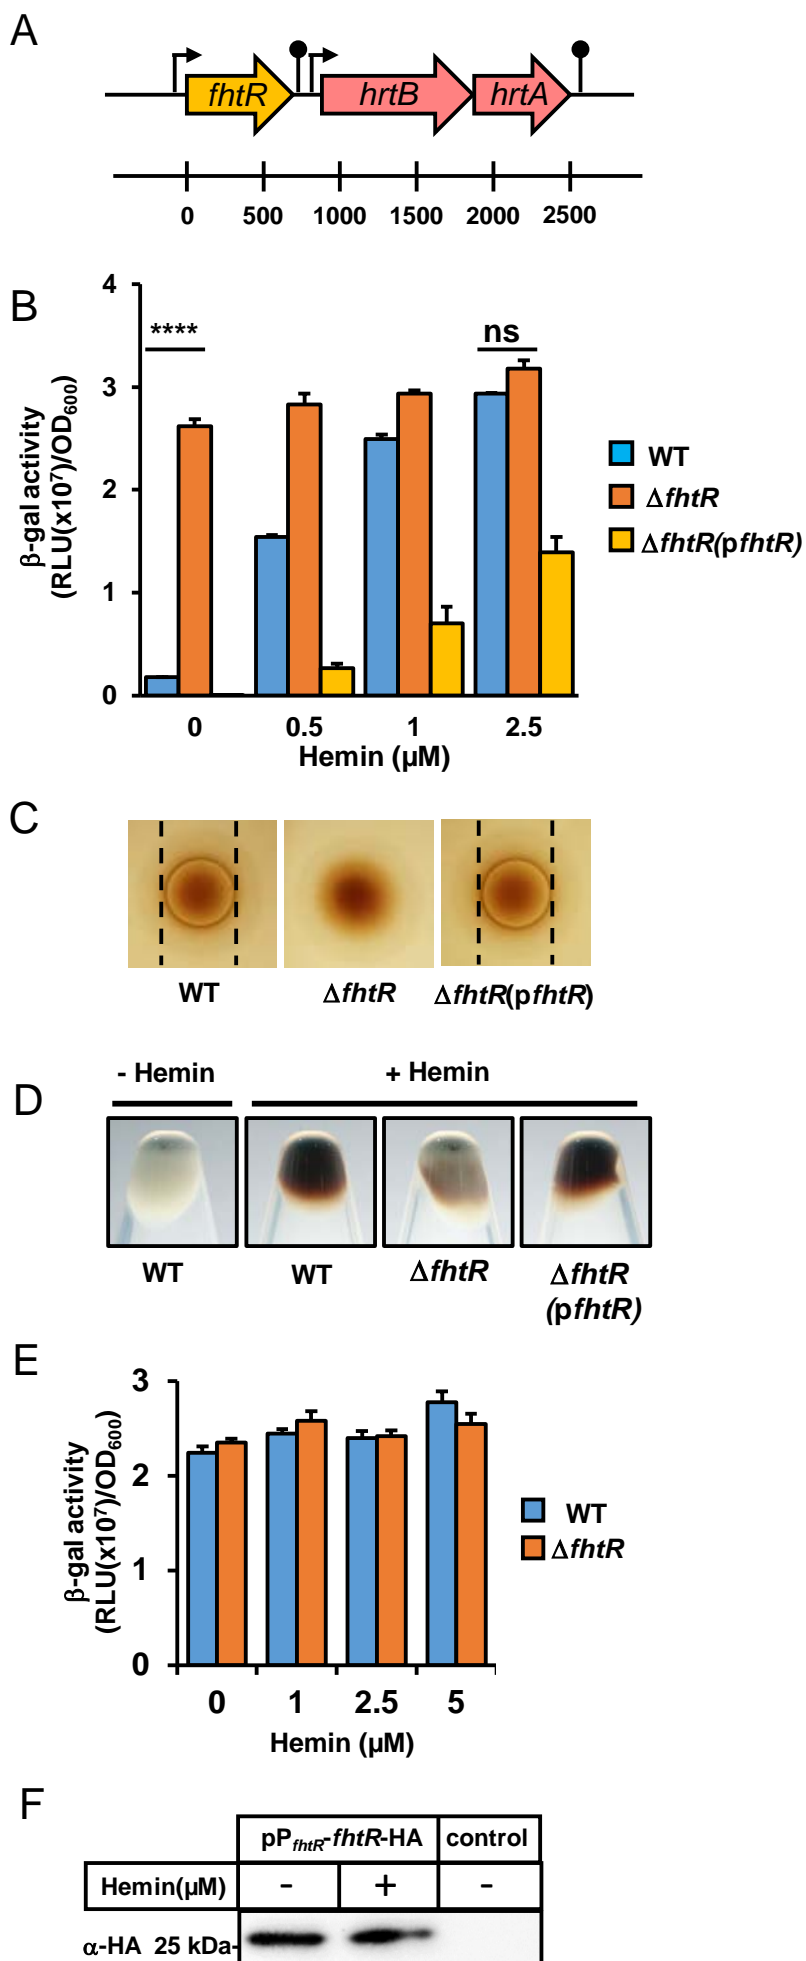 A
fhtR hrtB hrtA
0 500 1000 1500 2000 2500
B
β-gal activity
(RLU(x10⁷)/OD₆₀₀)
4
3
2
1
0
****
ns
0 0.5 1 2.5
Hemin (µM)
WT
ΔfhtR
ΔfhtR(pfhtR)
C
WT ΔfhtR ΔfhtR(pfhtR)
D
- Hemin + Hemin
WT WT ΔfhtR ΔfhtR
(pfhtR)
E
β-gal activity
(RLU(x10⁷)/OD₆₀₀)
3
2
1
0
0 1 2.5 5
Hemin (µM)
WT
ΔfhtR
F
pPfhtR-fhtR-HA control
Hemin(µM) - + -
α-HA 25 kDa-